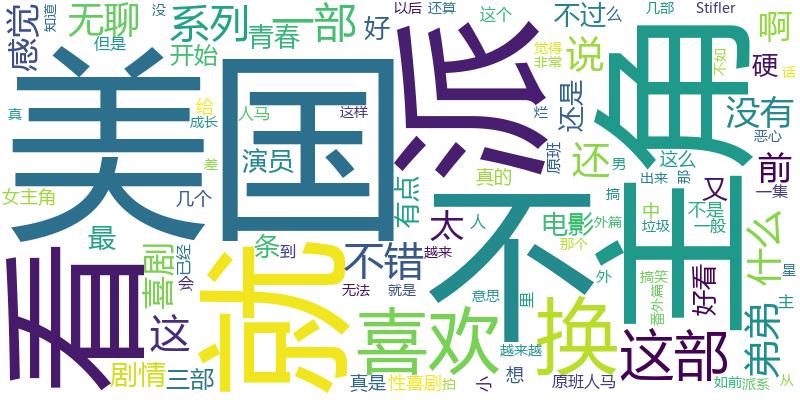 美国
派
主角
看
就
不
换
喜欢
这部
不错
弟弟
什么
没有
系列
一部
无聊
感觉
青春
开始
好
但是
知道
没
以后
还算
这个
几部
Stifler
不过
么
觉得
非常
不如
啊
说
硬
话
还是
烂
真
给
成长
人马
这样
原班
还
男
这么
前
恶心
差
演员
真的
搞
出来
那
又
一集
女主角
几个
有点
最
太
人
电影
外篇
中
不是
垃圾
一般
喜剧
已经
会
条
到
越来
那个
外
搞笑
番外篇
好看
星
主
这
无法
就是
意思
里
剧情
三部
真是
性喜剧
拍
小
想
越来越
原班人马
如前
派系
从